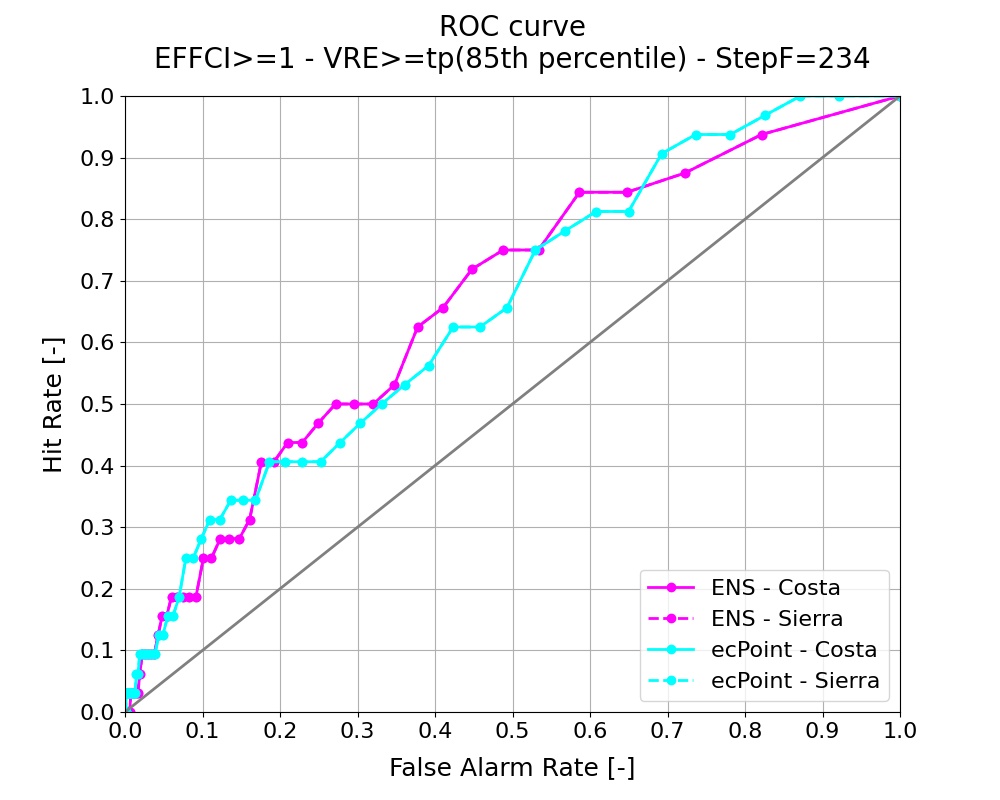 ROC curve
EFFCI>=1 - VRE>=tp(85th percentile) - StepF=234
1.0
0.9
0.8
0.7
0.6
0.5
0.4
0.3
0.2
0.1
0.0
Hit Rate [-]
ENS - Costa
ENS - Sierra
ecPoint - Costa
ecPoint - Sierra
0.0 0.1 0.2 0.3 0.4 0.5 0.6 0.7 0.8 0.9 1.0
False Alarm Rate [-]